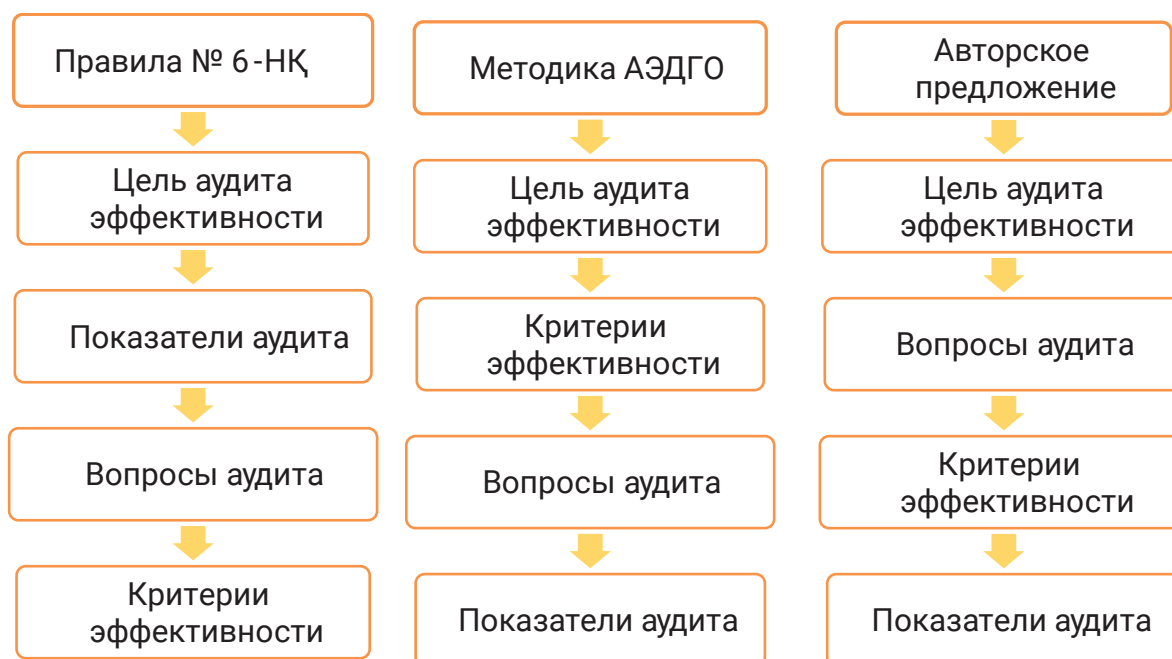 Правила № 6-НҚ
Цель аудита
эффективности
Показатели аудита
Вопросы аудита
Критерии
эффективности
Методика АЭДГО
Цель аудита
эффективности
Критерии
эффективности
Вопросы аудита
Показатели аудита
Авторское
предложение
Цель аудита
эффективности
Вопросы аудита
Критерии
эффективности
Показатели аудита